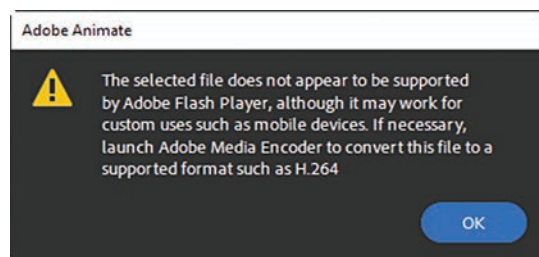 Adobe Animate
The selected file does not appear to be supported
by Adobe Flash Player, although it may work for
custom uses such as mobile devices. If necessary,
launch Adobe Media Encoder to convert this file to a
supported format such as H.264
OK